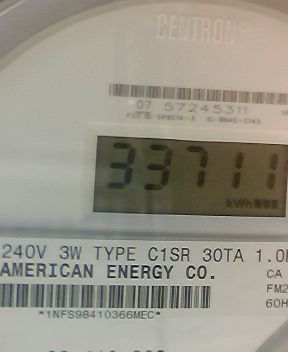 CENTRON®
07 57245311
33711
kWh
240V 3W TYPE C1SR 30TA 1.0
AMERICAN ENERGY CO.
CA
FM2
60H
*1NFS98410366MEC*